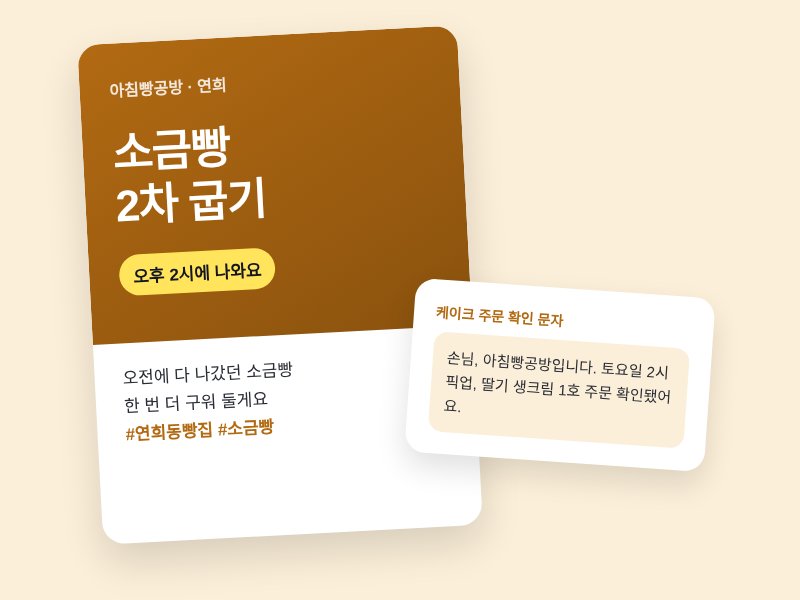 아침빵공방 · 연희
소금빵
2차 굽기
오후 2시에 나와요
오전에 다 나갔던 소금빵
한 번 더 구워 둘게요
#연희동빵집 #소금빵
케이크 주문 확인 문자
손님, 아침빵공방입니다. 토요일 2시
픽업, 딸기 생크림 1호 주문 확인됐어
요.